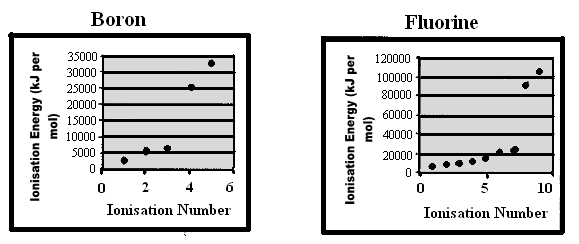 Boron
Ionisation Energy (kJ per
mol)
35000
30000
25000
20000
15000
10000
5000
0
0 2 4 6
Ionisation Number
Fluorine
Ionisation Energy (kJ per
mol)
120000
100000
80000
60000
40000
20000
0
0 5 10
Ionisation Number